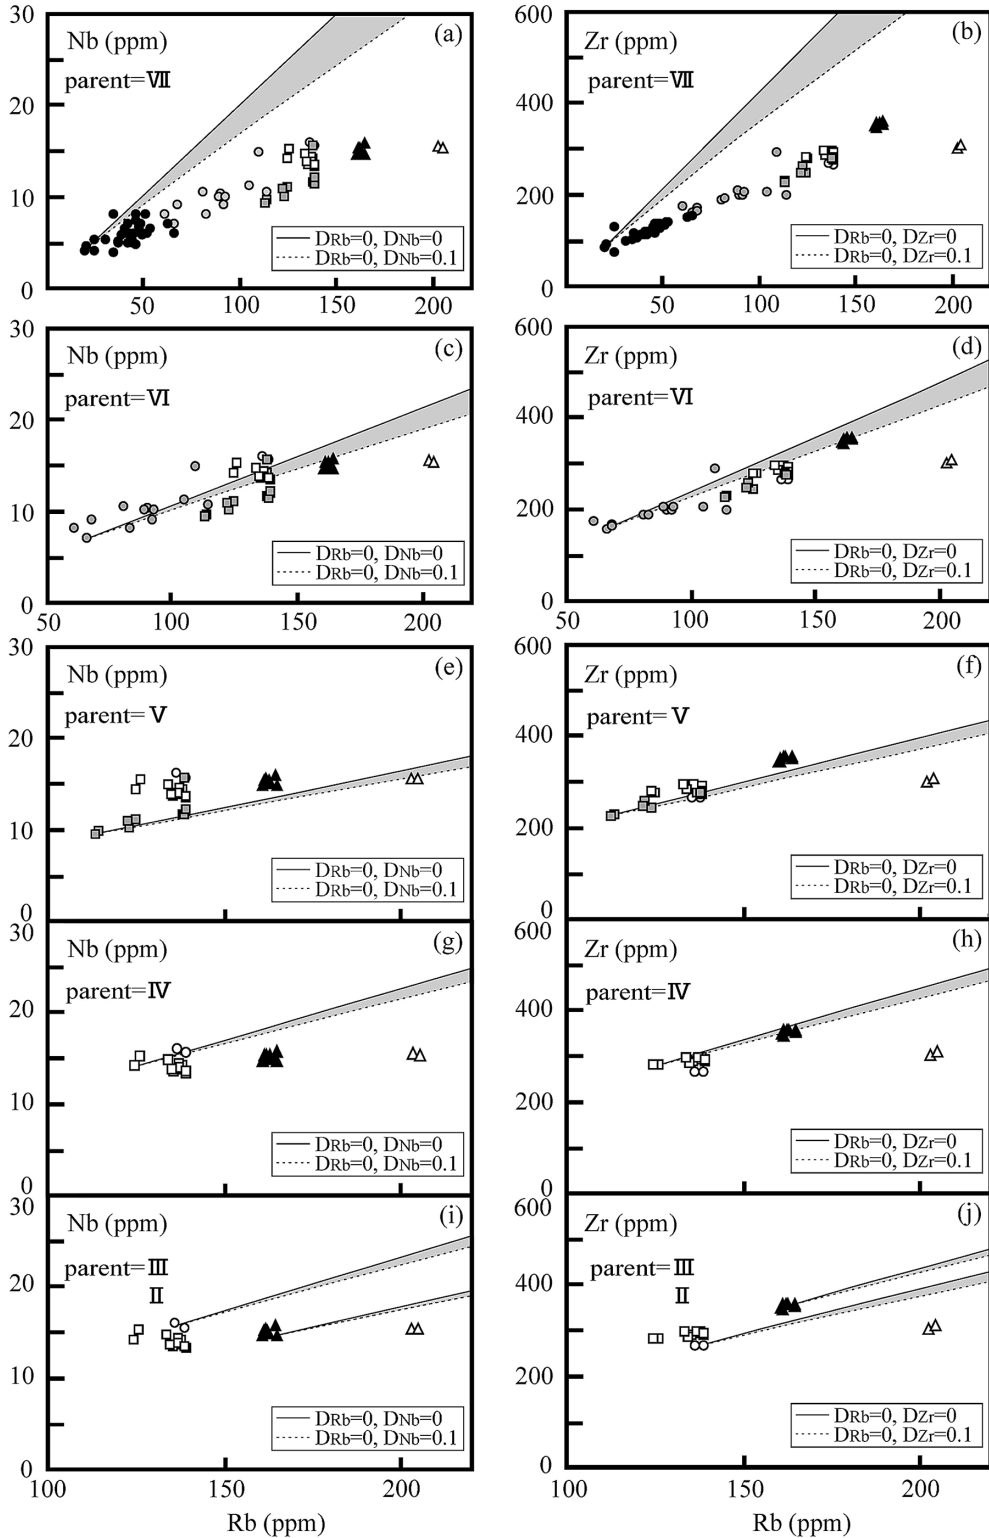 30
Nb (ppm)
(a)
parent=Ⅶ
20
10
DRb=0, DNb=0
DRb=0, DNb=0.1
0
50
100
150
200
Zr (ppm)
(b)
600
parent=Ⅶ
400
200
DRb=0, DZr=0
DRb=0, DZr=0.1
0
50
100
150
200
30
Nb (ppm)
(c)
parent=Ⅵ
20
10
DRb=0, DNb=0
DRb=0, DNb=0.1
0
50
100
150
200
600
Zr (ppm)
(d)
parent=Ⅵ
400
200
DRb=0, DZr=0
DRb=0, DZr=0.1
0
50
100
150
200
30
Nb (ppm)
(e)
parent=Ⅴ
20
10
DRb=0, DNb=0
DRb=0, DNb=0.1
0
600
Zr (ppm)
(f)
parent=Ⅴ
400
200
DRb=0, DZr=0
DRb=0, DZr=0.1
0
30
Nb (ppm)
(g)
parent=Ⅳ
20
10
DRb=0, DNb=0
DRb=0, DNb=0.1
0
600
Zr (ppm)
(h)
parent=Ⅳ
400
200
DRb=0, DZr=0
DRb=0, DZr=0.1
0
30
Nb (ppm)
(i)
parent=Ⅲ
Ⅱ
20
10
DRb=0, DNb=0
DRb=0, DNb=0.1
0
100
150
200
Rb (ppm)
600
Zr (ppm)
(j)
parent=Ⅲ
Ⅱ
400
200
DRb=0, DZr=0
DRb=0, DZr=0.1
0
100
150
200
Rb (ppm)